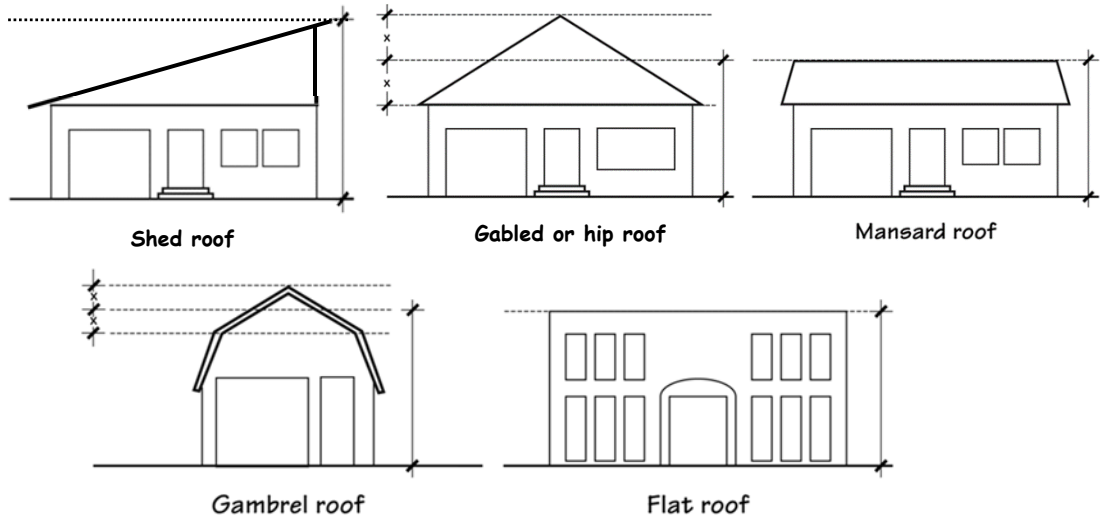 x
x
Shed roof
Gabled or hip roof
Mansard roof
x
x
Gambrel roof
Flat roof